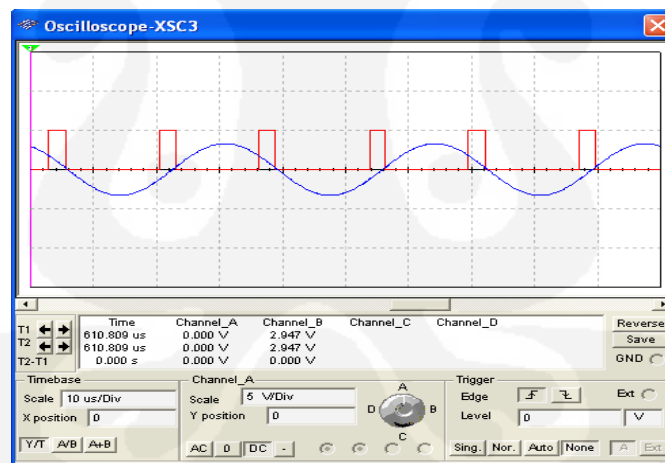 Oscilloscope-XSC3
Time Channel_A Channel_B Channel_C Channel_D
T1 610.809 us 0.000 V 2.947 V
T2 610.809 us 0.000 V 2.947 V
T2-T1 0.000 s 0.000 V 0.000 V
Reverse
Save
GND
Timebase
Scale 10 us/Div
X position 0
Y/T A/B A+B
Channel_A
Scale 5 V/Div
Y position 0
AC 0 DC -
A
B
C
D
Trigger
Edge
Ext
Level 0 V
Sing. Nor. Auto None A Ext